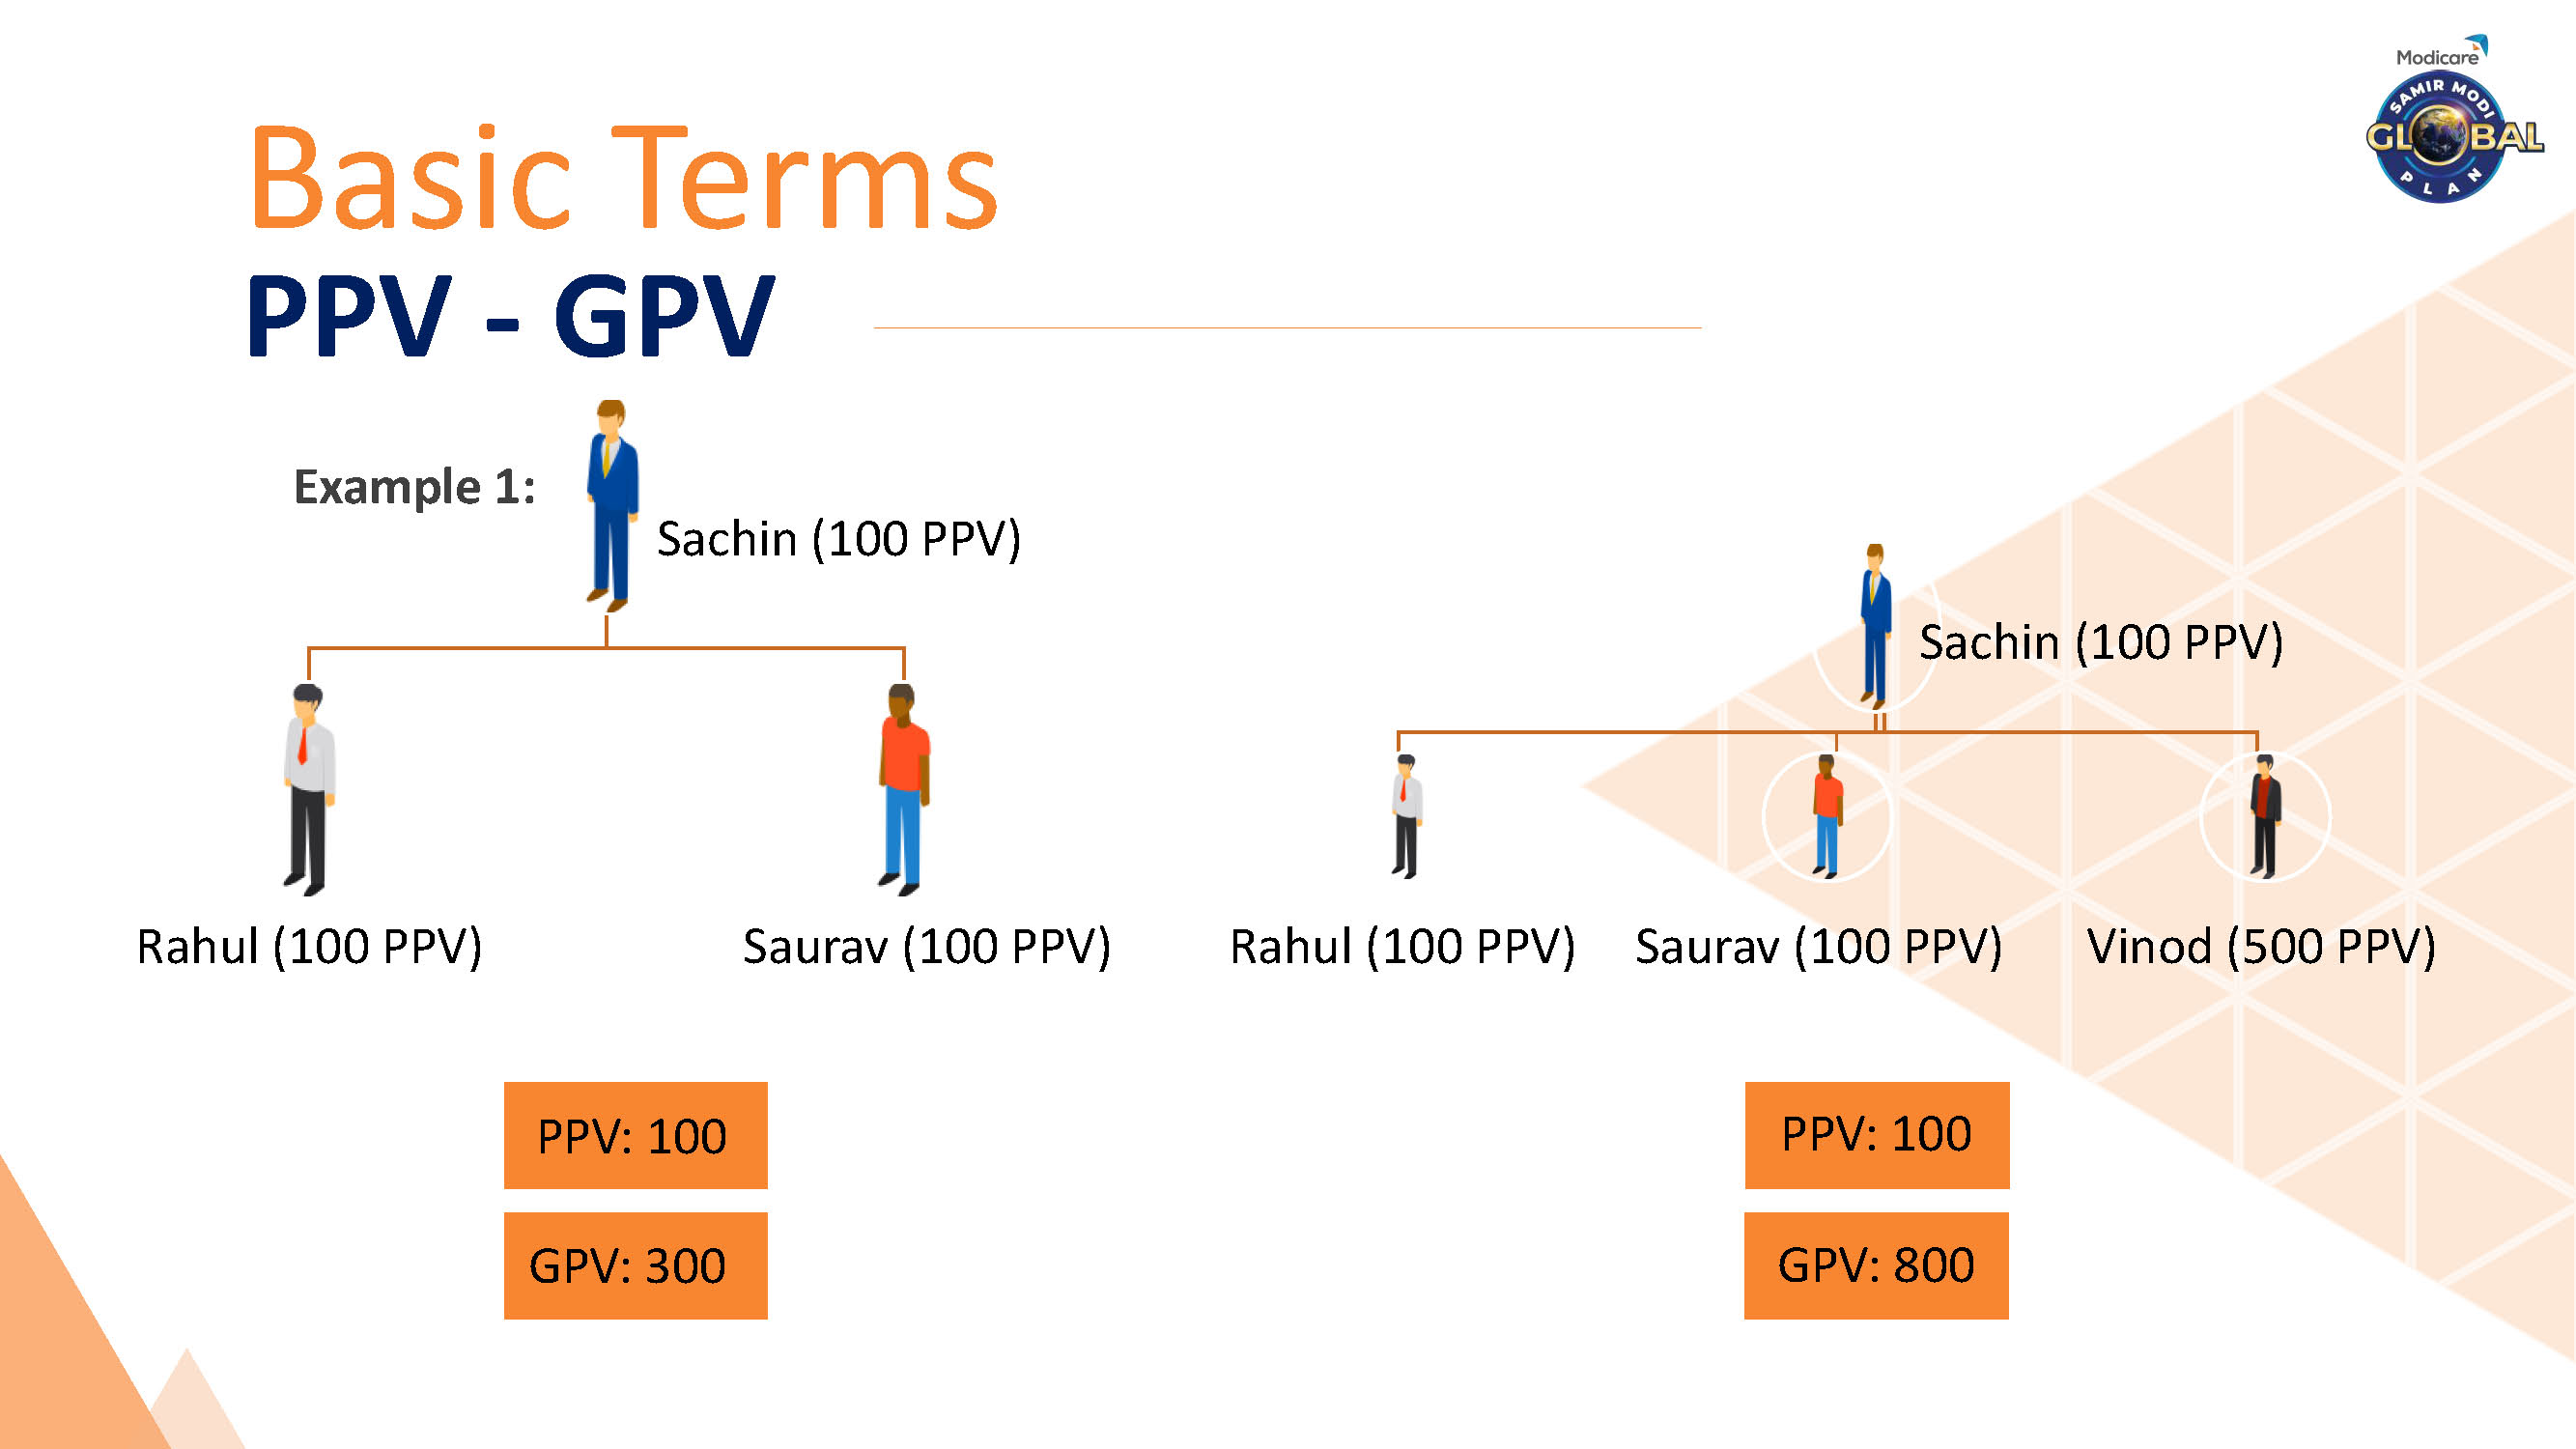 Modicare
SAMIR MODI
GLOBAL
PLAN
Basic Terms
PPV - GPV
Example 1:
Sachin (100 PPV)
Rahul (100 PPV)
Saurav (100 PPV)
PPV: 100
GPV: 300
Sachin (100 PPV)
Rahul (100 PPV)
Saurav (100 PPV)
Vinod (500 PPV)
PPV: 100
GPV: 800